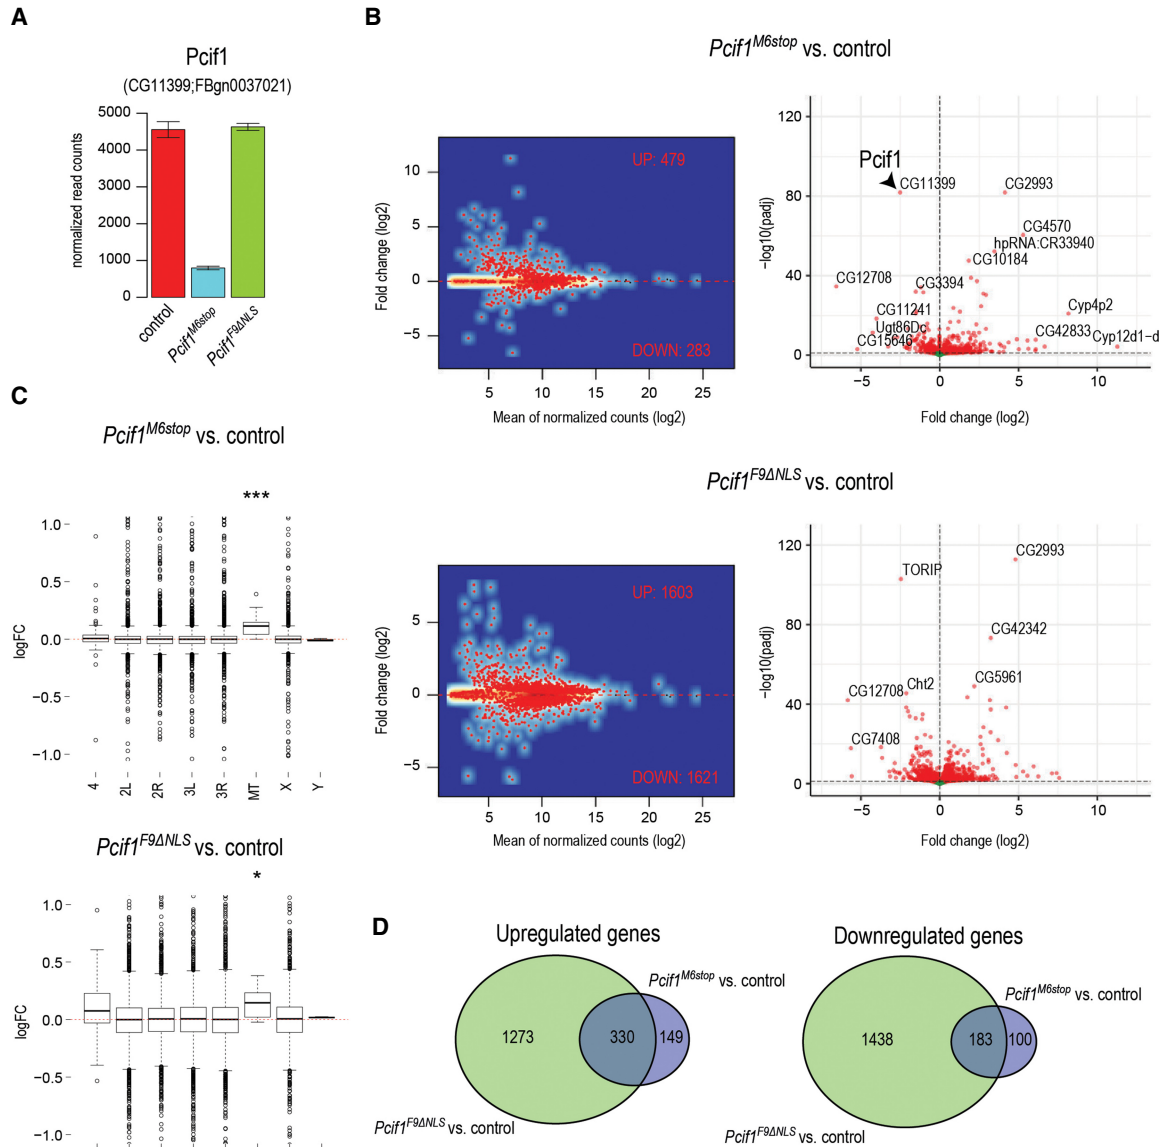 A
Pcif1
(CG11399;FBgn0037021)
normalized read counts
5000
4000
3000
2000
1000
0
control
Pcif1M6stop
Pcif1F9ΔNLS
B
Pcif1M6stop vs. control
Fold change (log2)
10
5
0
−5
UP: 479
DOWN: 283
5
10
15
20
25
Mean of normalized counts (log2)
−log10(padj)
120
80
40
0
Pcif1
CG11399
CG2993
CG4570
hpRNA:CR33940
CG10184
CG12708
CG3394
CG11241
Cyp4p2
Ugt86Dc
CG42833
Cyp12d1-d
CG15646
−5
0
5
10
Fold change (log2)
Pcif1F9ΔNLS vs. control
Fold change (log2)
5
0
−5
UP: 1603
DOWN: 1621
5
10
15
20
25
Mean of normalized counts (log2)
−log10(padj)
120
80
40
0
CG2993
TORIP
CG42342
CG5961
CG12708
Cht2
CG7408
−5
0
5
10
Fold change (log2)
C
Pcif1M6stop vs. control
***
logFC
1.0
0.5
0.0
−0.5
−1.0
4
2L
2R
3L
3R
MT
X
Y
Pcif1F9ΔNLS vs. control
*
logFC
1.0
0.5
0.0
−0.5
−1.0
D
Upregulated genes
Pcif1M6stop vs. control
1273
330
149
Pcif1F9ΔNLS vs. control
Downregulated genes
Pcif1M6stop vs. control
1438
183
100
Pcif1F9ΔNLS vs. control